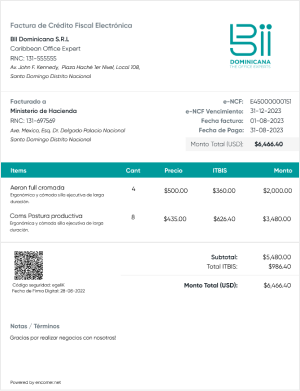 Factura de Crédito Fiscal Electrónica
BII Dominicana S.R.L
Caribbean Office Expert
RNC: 131-555555
Av. John F. Kennedy, Plaza Haché 1er Nivel, Local 108,
Santo Domingo Distrito Nacional
Bii
DOMINICANA
THE OFFICE EXPERTS
Facturado a
Ministerio de Hacienda
RNC: 131-697569
Ave. Mexico, Esq. Dr. Delgado Palacio Nacional
Santo Domingo Distrito Nacional
e-NCF: E450000000151
e-NCF Vencimiento: 31-12-2023
Fecha factura: 01-08-2023
Fecha de Pago: 31-08-2023
Monto Total (USD): $6,466.40
Items Cant Precio ITBIS Monto
Aeron full cromada 4 $500.00 $360.00 $2,000.00
Ergonómica y cómoda silla ejecutiva de larga
duración.
Coms Postura productiva 8 $435.00 $626.40 $3,480.00
Ergonómica y cómoda silla ejecutiva de larga
duración.
Subtotal: $5,480.00
Total ITBIS: $986.40
Monto Total (USD): $6,466.40
Código seguridad: egaliK
Fecha de Firma Digital: 28-08-2022
Notas / Términos
Gracias por realizar negocios con nosotros!
Powered by encomer.net